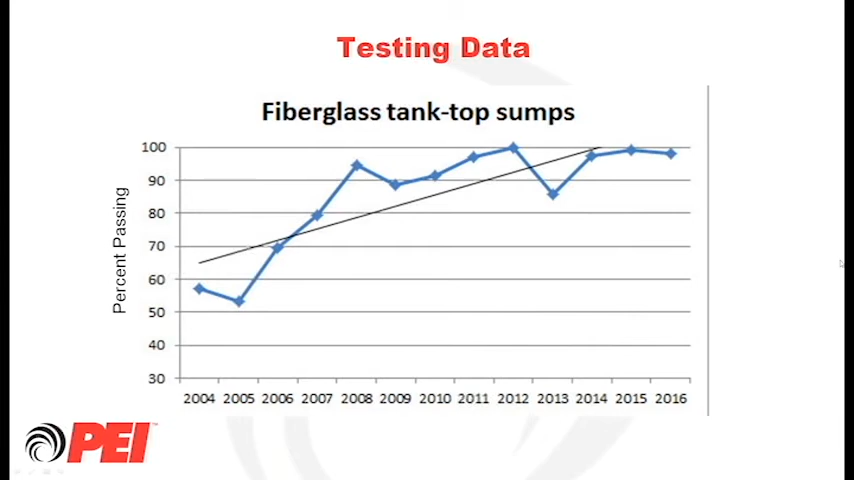 Testing Data
Fiberglass tank-top sumps
Percent Passing
100
90
80
70
60
50
40
30
2004 2005 2006 2007 2008 2009 2010 2011 2012 2013 2014 2015 2016
PEI